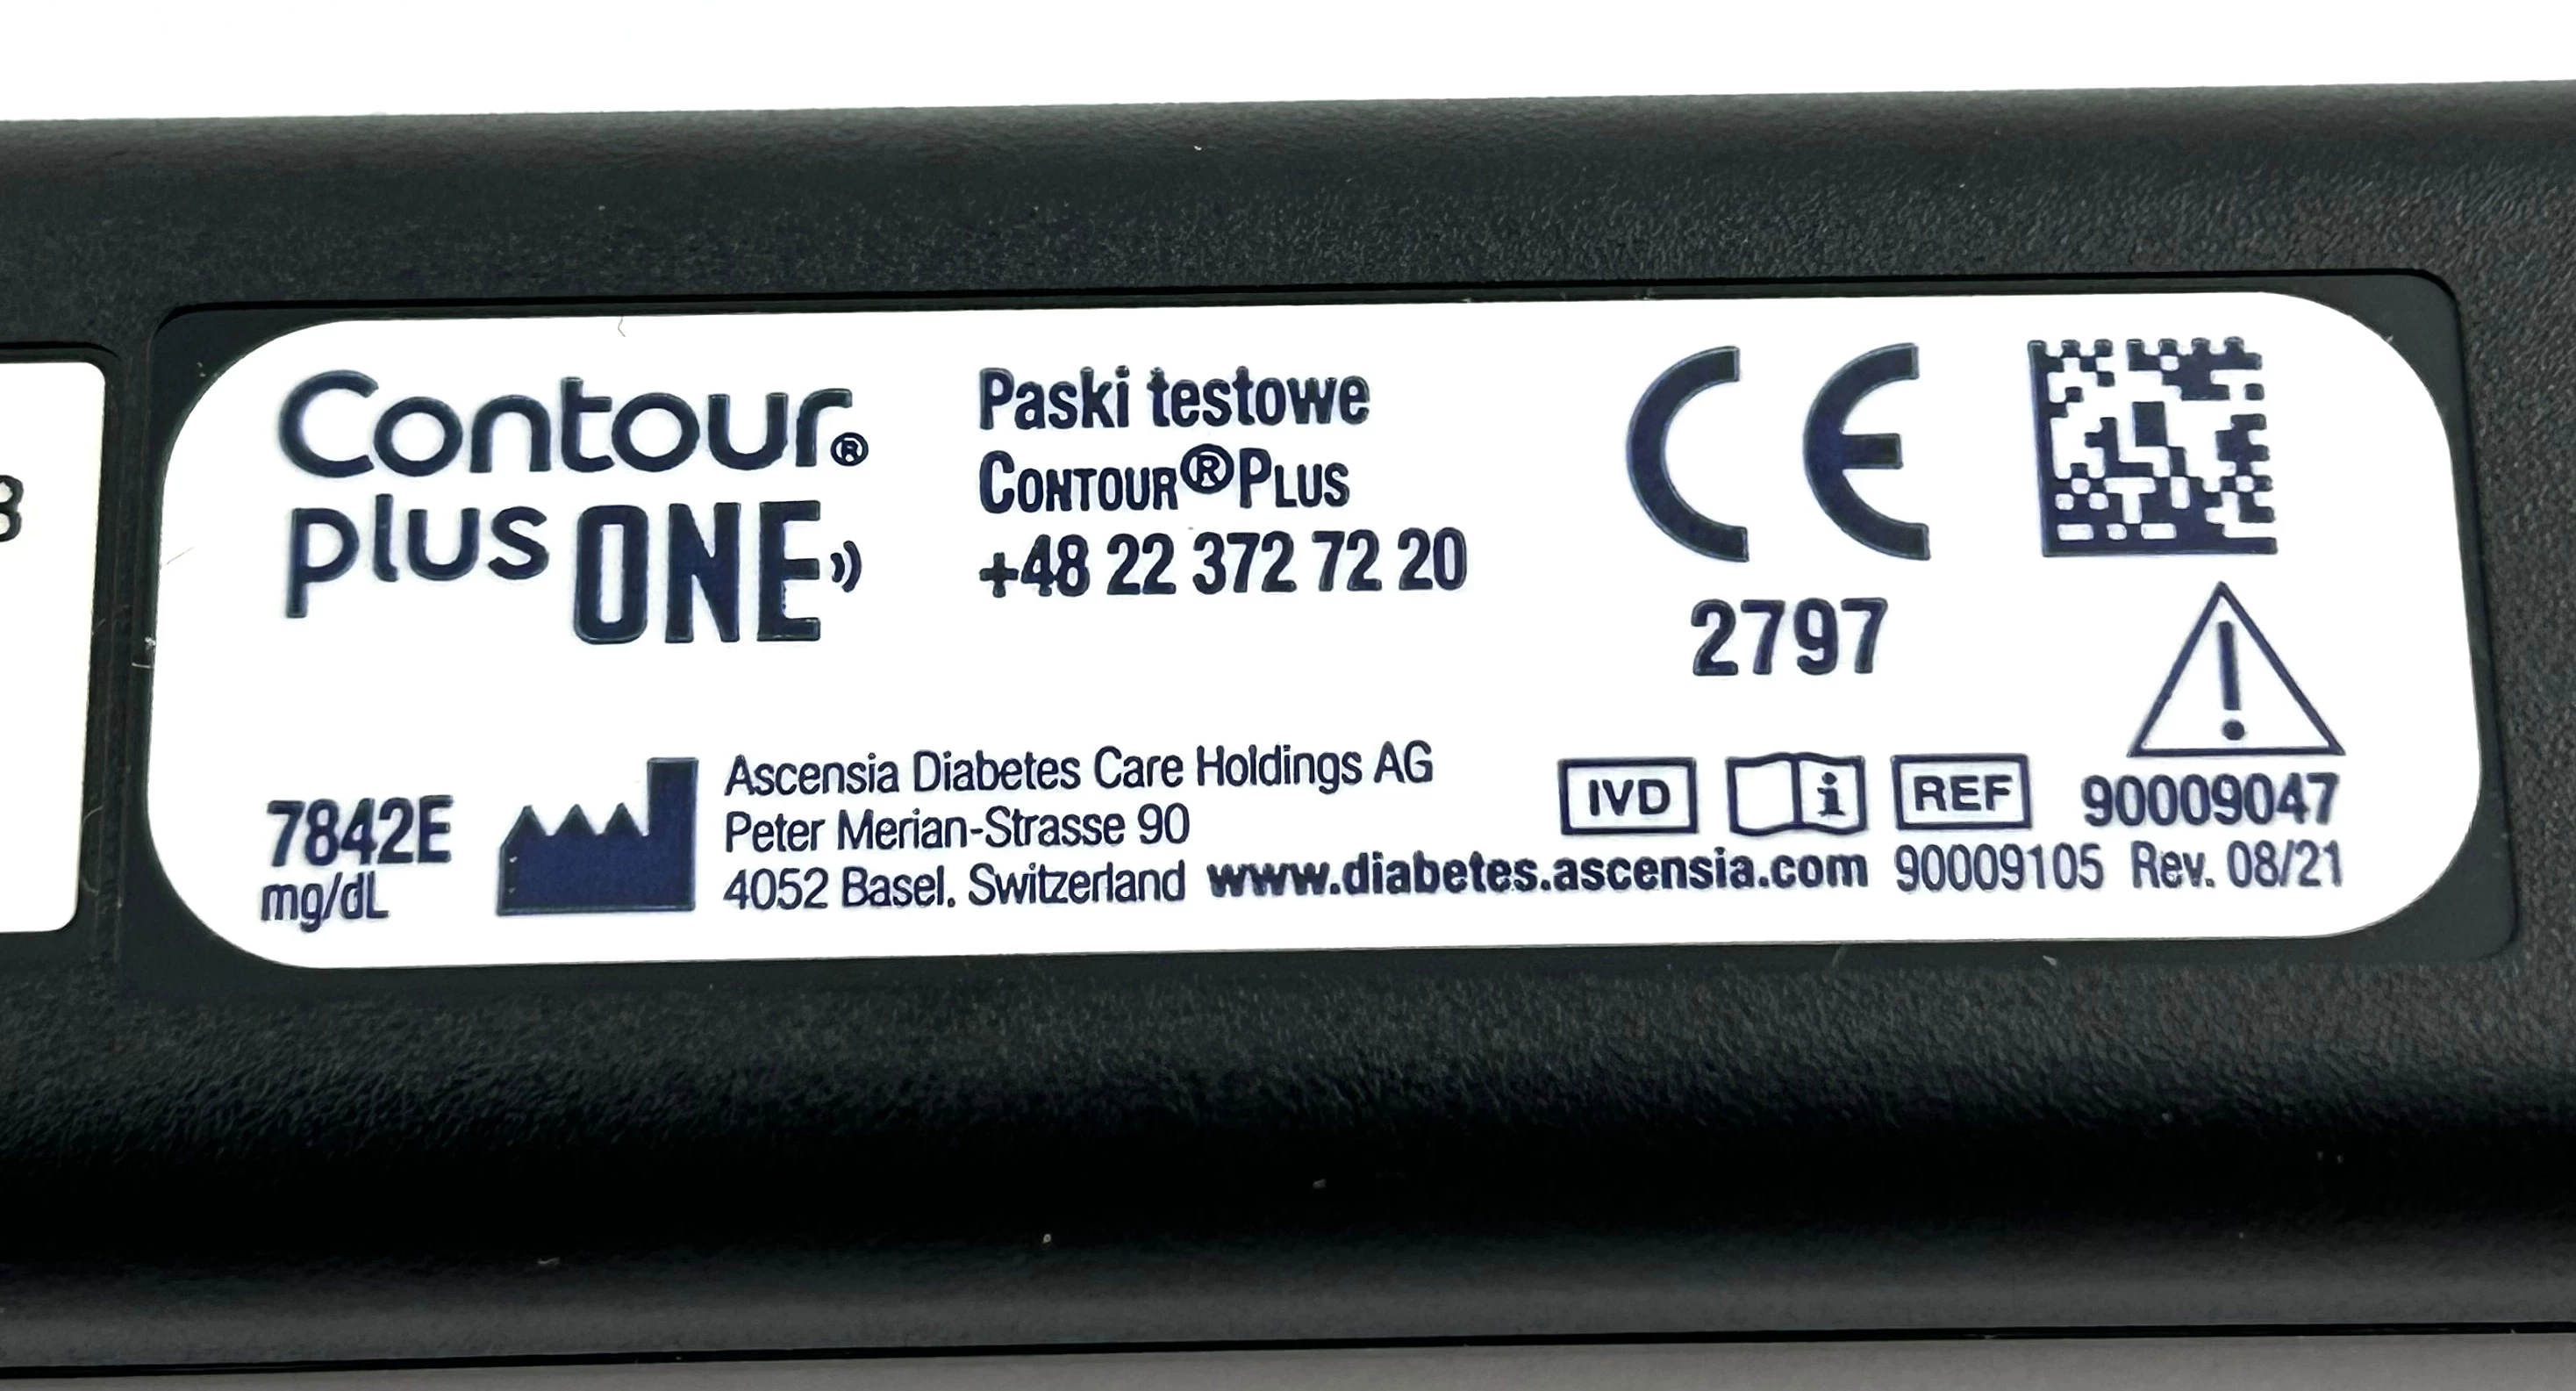 Contour®
plus ONE
Paski testowe
CONTOUR®PLUS
+48 22 372 72 20
CE
2797
7842E
mg/dL
Ascensia Diabetes Care Holdings AG
Peter Merian-Strasse 90
4052 Basel, Switzerland www.diabetes.ascensia.com
IVD i REF 90009047
90009105 Rev. 08/21